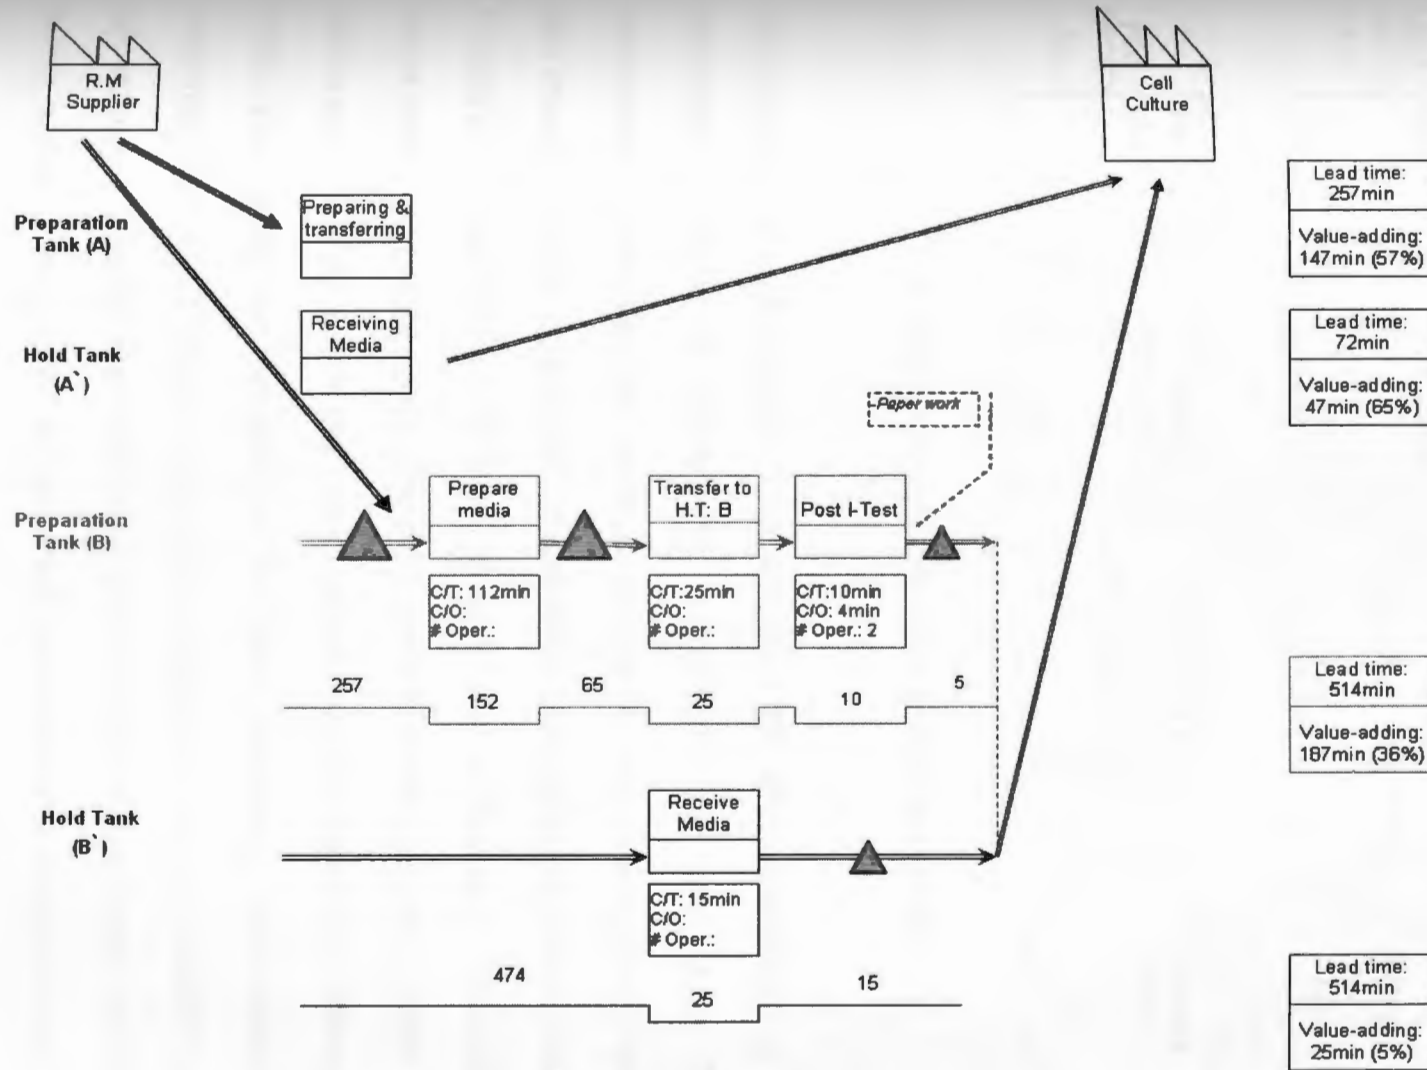 R.M
Supplier
Cell
Culture
Preparation
Tank (A)
Preparing &
transferring
Lead time:
257min
Value-adding:
147min (57%)
Hold Tank
(A`)
Receiving
Media
Lead time:
72min
Value-adding:
47min (65%)
-Paper work
Preparation
Tank (B)
Prepare
media
Transfer to
H.T: B
Post I-Test
C/T: 112min
C/O:
# Oper.:
C/T:25min
C/O:
# Oper.:
C/T:10min
C/O: 4min
# Oper.: 2
257
152
65
25
10
5
Lead time:
514min
Value-adding:
187min (36%)
Hold Tank
(B`)
Receive
Media
C/T: 15min
C/O:
# Oper.:
474
25
15
Lead time:
514min
Value-adding:
25min (5%)